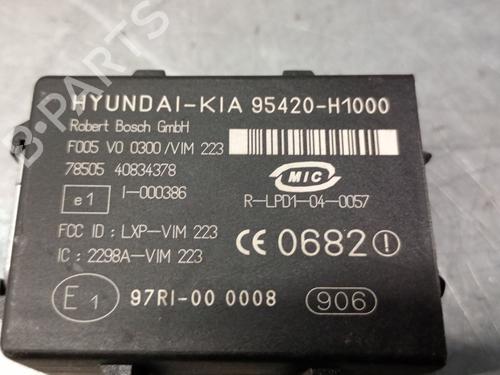 B-PARTS
HYUNDAI-KIA 95420-H1000
Robert Bosch GmbH
F005 V0 0300/VIM 223
78505 40834378
MIC
e1 I-000386
R-LPD1-04-0057
FCC ID : LXP-VIM 223
IC : 2298A-VIM 223
CE 0682 !
E1 97RI-00 0008 906